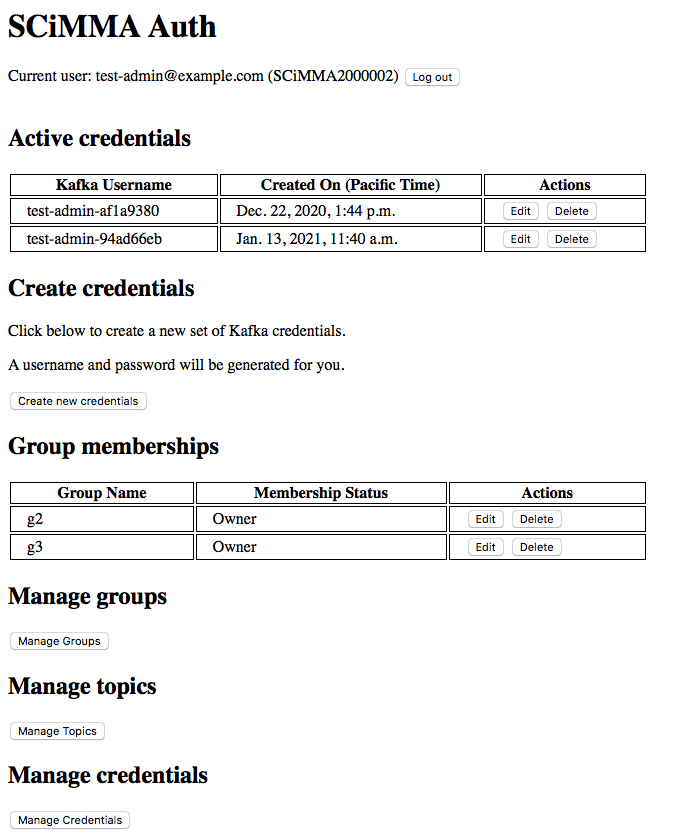 SCiMMA Auth
Current user: test-admin@example.com (SCiMMA2000002) Log out
Active credentials
Kafka Username Created On (Pacific Time) Actions
test-admin-af1a9380 Dec. 22, 2020, 1:44 p.m. Edit Delete
test-admin-94ad66eb Jan. 13, 2021, 11:40 a.m. Edit Delete
Create credentials
Click below to create a new set of Kafka credentials.
A username and password will be generated for you.
Create new credentials
Group memberships
Group Name Membership Status Actions
g2 Owner Edit Delete
g3 Owner Edit Delete
Manage groups
Manage Groups
Manage topics
Manage Topics
Manage credentials
Manage Credentials